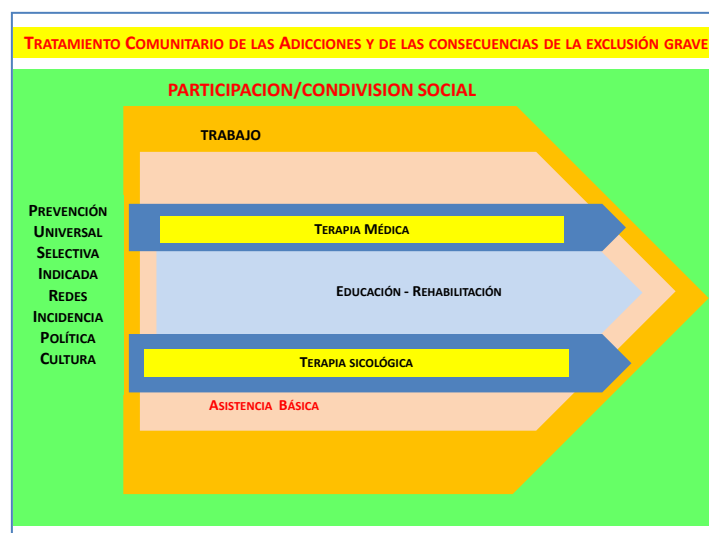 TRATAMIENTO COMUNITARIO DE LAS ADICCIONES Y DE LAS CONSECUENCIAS DE LA EXCLUSIÓN GRAVE
PARTICIPACION/CONDIVISION SOCIAL
TRABAJO
PREVENCIÓN
UNIVERSAL
SELECTIVA
INDICADA
REDES
INCIDENCIA
POLÍTICA
CULTURA
TERAPIA MÉDICA
EDUCACIÓN - REHABILITACIÓN
TERAPIA SICOLÓGICA
ASISTENCIA BÁSICA